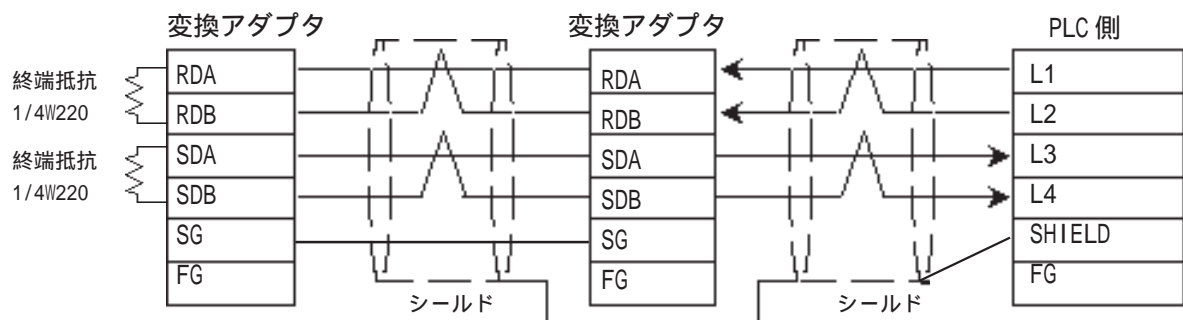 変換アダプタ 変換アダプタ PLC 側
終端抵抗 RDA RDA L1
1/4W220 RDB RDB L2
終端抵抗 SDA SDA L3
1/4W220 SDB SDB L4
SG SG SHIELD
FG FG FG
シールド シールド